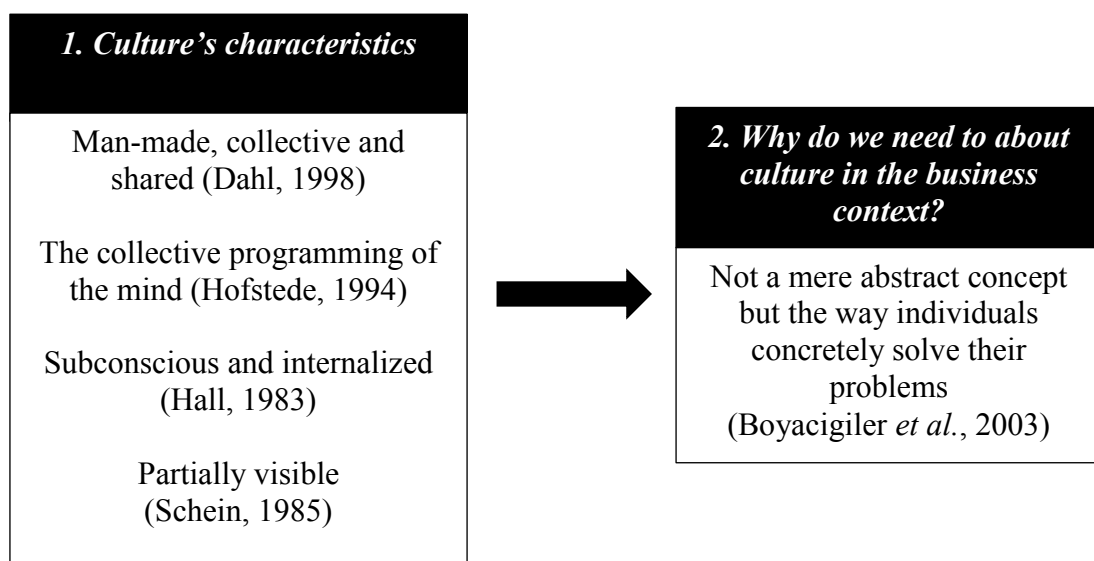 1. Culture’s characteristics
Man-made, collective and
shared (Dahl, 1998)
The collective programming of
the mind (Hofstede, 1994)
Subconscious and internalized
(Hall, 1983)
Partially visible
(Schein, 1985)
2. Why do we need to about
culture in the business
context?
Not a mere abstract concept
but the way individuals
concretely solve their
problems
(Boyacigiler et al., 2003)